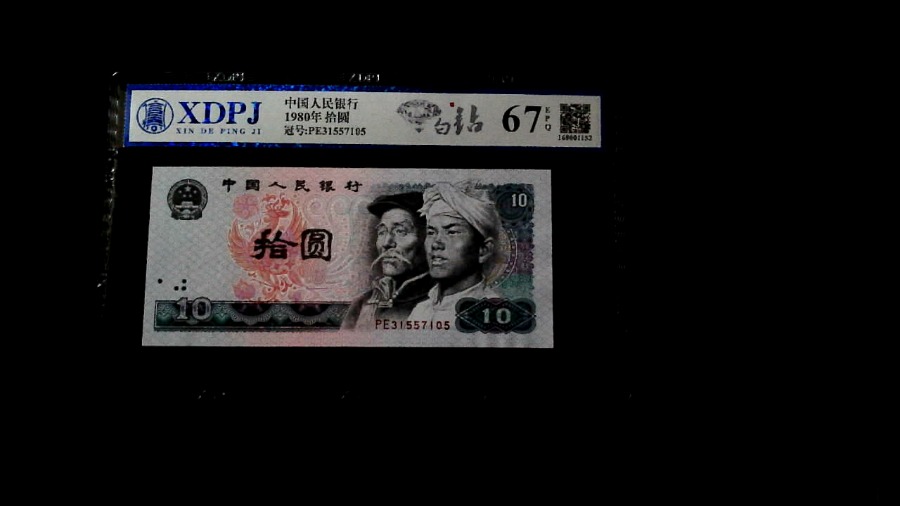 XDPJ
XIN DE PING JI
中国人民银行
1980年 拾圆
冠号:PE31557105
白钻
67
EPQ
168001152
中国人民银行
10
拾圆
10
PE31557105
10